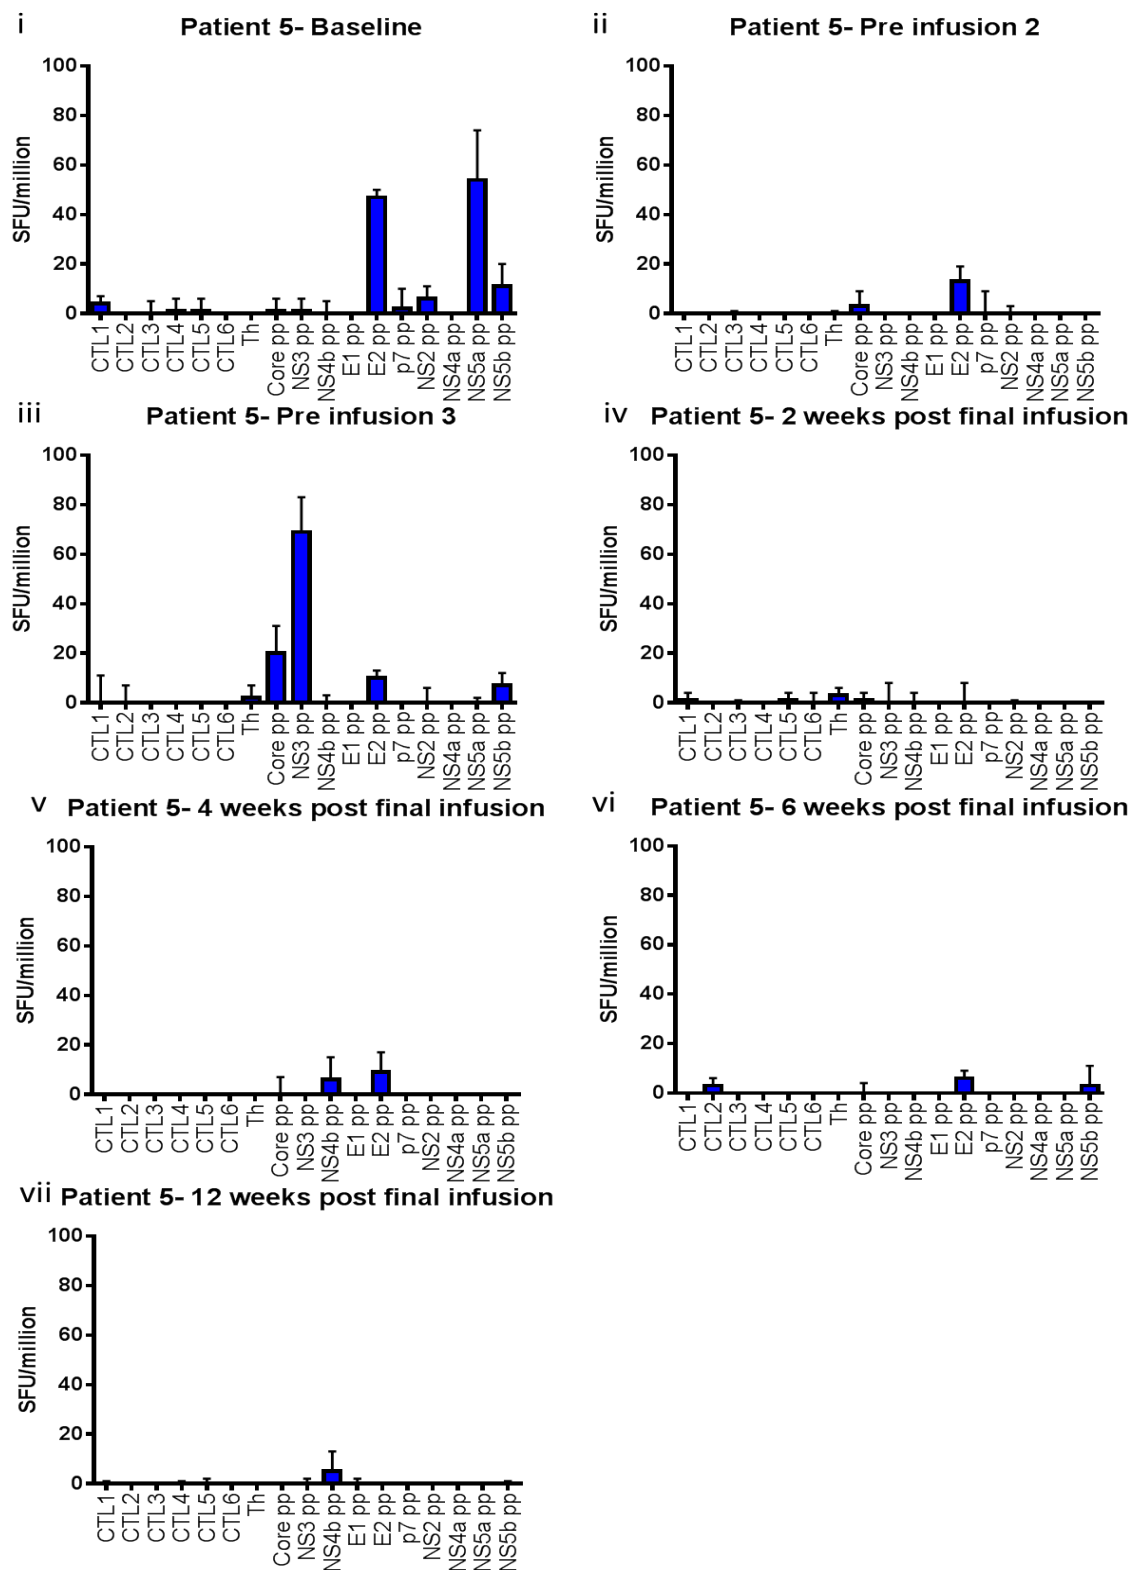 i Patient 5- Baseline
100
80
60
40
20
0
SFU/million
CTL1 CTL2 CTL3 CTL4 CTL5 CTL6 Th Core pp NS3 pp NS4b pp E1 pp E2 pp p7 pp NS2 pp NS4a pp NS5a pp NS5b pp
ii Patient 5- Pre infusion 2
100
80
60
40
20
0
SFU/million
CTL1 CTL2 CTL3 CTL4 CTL5 CTL6 Th Core pp NS3 pp NS4b pp E1 pp E2 pp p7 pp NS2 pp NS4a pp NS5a pp NS5b pp
iii Patient 5- Pre infusion 3
100
80
60
40
20
0
SFU/million
CTL1 CTL2 CTL3 CTL4 CTL5 CTL6 Th Core pp NS3 pp NS4b pp E1 pp E2 pp p7 pp NS2 pp NS4a pp NS5a pp NS5b pp
iv Patient 5- 2 weeks post final infusion
100
80
60
40
20
0
SFU/million
CTL1 CTL2 CTL3 CTL4 CTL5 CTL6 Th Core pp NS3 pp NS4b pp E1 pp E2 pp p7 pp NS2 pp NS4a pp NS5a pp NS5b pp
v Patient 5- 4 weeks post final infusion
100
80
60
40
20
0
SFU/million
CTL1 CTL2 CTL3 CTL4 CTL5 CTL6 Th Core pp NS3 pp NS4b pp E1 pp E2 pp p7 pp NS2 pp NS4a pp NS5a pp NS5b pp
vi Patient 5- 6 weeks post final infusion
100
80
60
40
20
0
SFU/million
CTL1 CTL2 CTL3 CTL4 CTL5 CTL6 Th Core pp NS3 pp NS4b pp E1 pp E2 pp p7 pp NS2 pp NS4a pp NS5a pp NS5b pp
vii Patient 5- 12 weeks post final infusion
100
80
60
40
20
0
SFU/million
CTL1 CTL2 CTL3 CTL4 CTL5 CTL6 Th Core pp NS3 pp NS4b pp E1 pp E2 pp p7 pp NS2 pp NS4a pp NS5a pp NS5b pp